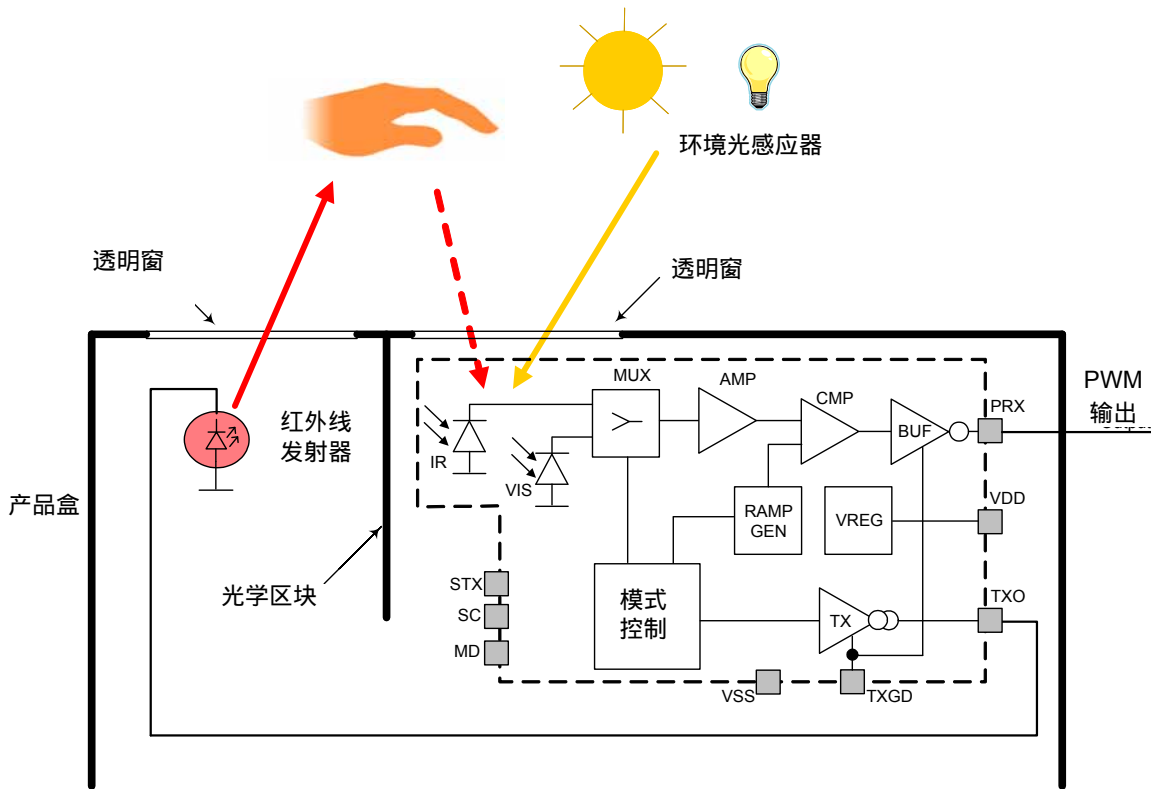 环境光感应器
透明窗
透明窗
MUX
AMP
CMP
PWM
输出
PRX
BUF
红外线
发射器
IR
VIS
产品盒
RAMP
GEN
VREG
VDD
光学区块
STX
SC
MD
模式
控制
TX
TXO
VSS
TXGD